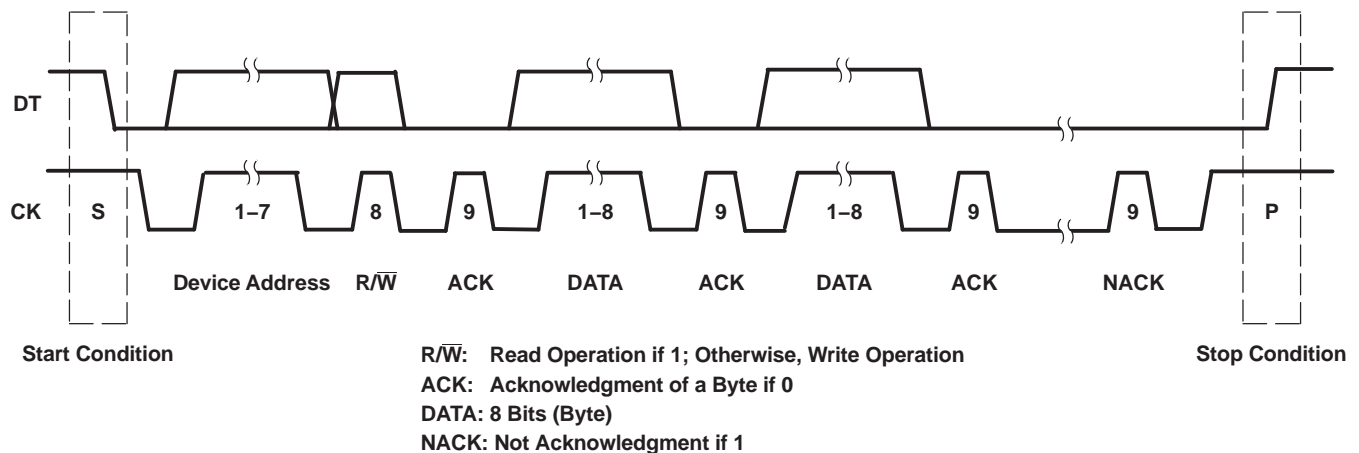 DT
CK S 1–7 8 9 1–8 9 1–8 9 9 P
Device Address R/W̅ ACK DATA ACK DATA ACK NACK
Start Condition Stop Condition
R/W̅: Read Operation if 1; Otherwise, Write Operation
ACK: Acknowledgment of a Byte if 0
DATA: 8 Bits (Byte)
NACK: Not Acknowledgment if 1